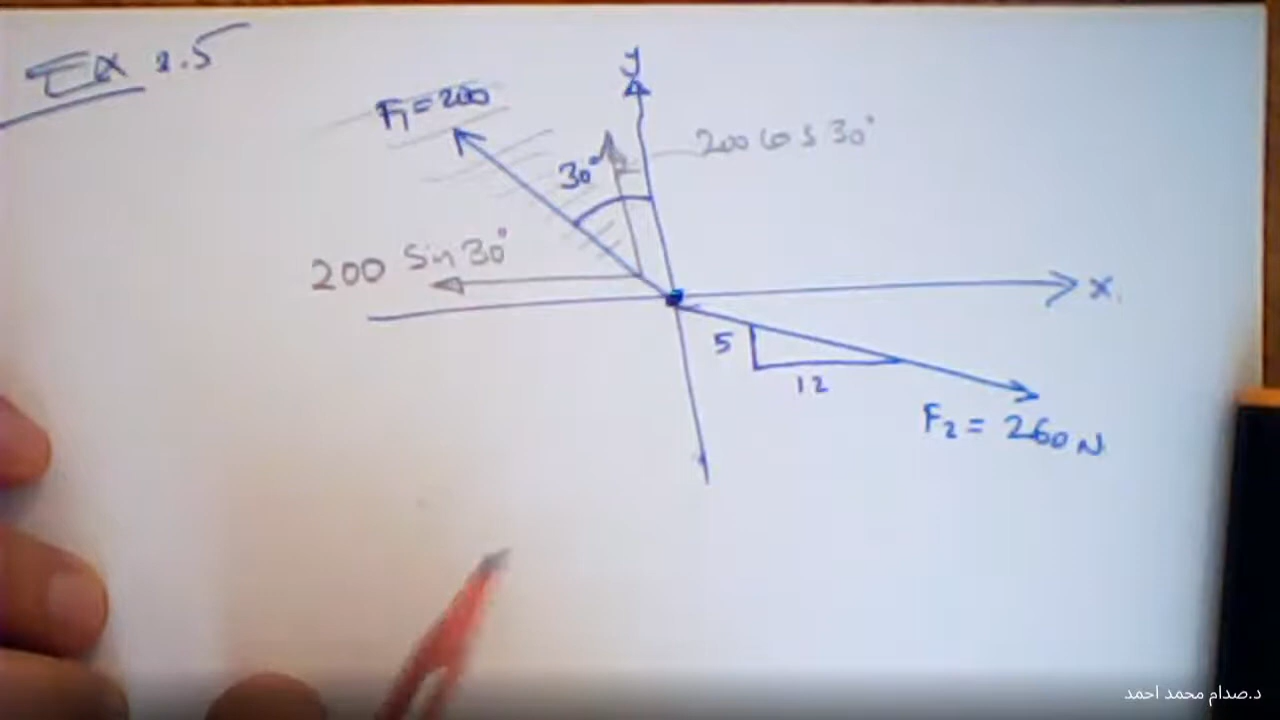 Ex 2.5
y
F1 = 200
30°
200 cos 30°
200 sin 30°
x
5
12
F2 = 260 N
د.صدام محمد احمد